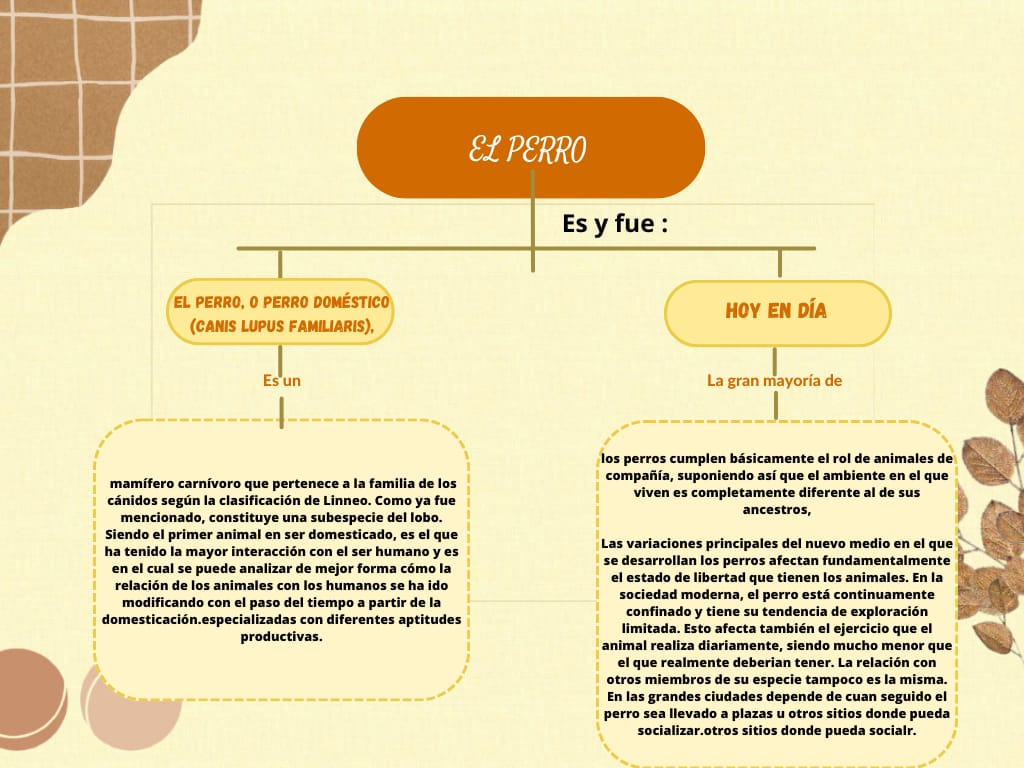 EL PERRO
Es y fue :
EL PERRO, O PERRO DOMÉSTICO
(CANIS LUPUS FAMILIARIS),
Es un
mamífero carnívoro que pertenece a la familia de los
cánidos según la clasificación de Linneo. Como ya fue
mencionado, constituye una subespecie del lobo.
Siendo el primer animal en ser domesticado, es el que
ha tenido la mayor interacción con el ser humano y es
en el cual se puede analizar de mejor forma cómo la
relación de los animales con los humanos se ha ido
modificando con el paso del tiempo a partir de la
domesticación.especializadas con diferentes aptitudes
productivas.
HOY EN DÍA
La gran mayoría de
los perros cumplen básicamente el rol de animales de
compañía, suponiendo así que el ambiente en el que
viven es completamente diferente al de sus
ancestros,
Las variaciones principales del nuevo medio en el que
se desarrollan los perros afectan fundamentalmente
el estado de libertad que tienen los animales. En la
sociedad moderna, el perro está continuamente
confinado y tiene su tendencia de exploración
limitada. Esto afecta también el ejercicio que el
animal realiza diariamente, siendo mucho menor que
el que realmente deberian tener. La relación con
otros miembros de su especie tampoco es la misma.
En las grandes ciudades depende de cuan seguido el
perro sea llevado a plazas u otros sitios donde pueda
socializar.otros sitios donde pueda socialr.